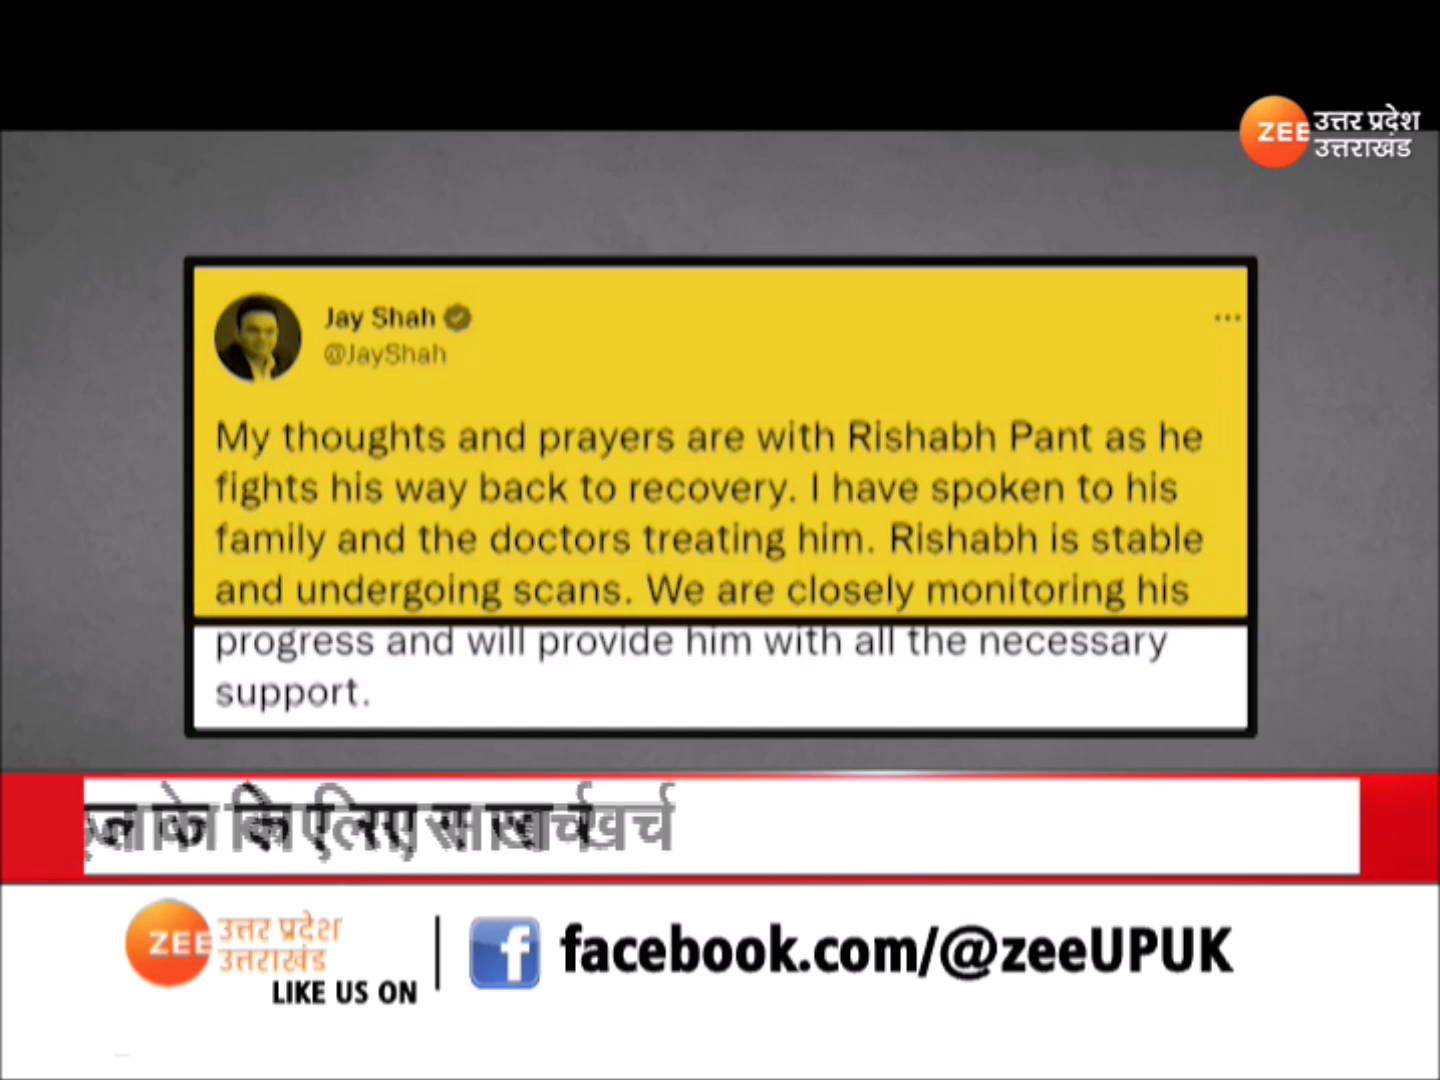 ZEE उत्तर प्रदेश
उत्तराखंड
Jay Shah
@JayShah
My thoughts and prayers are with Rishabh Pant as he
fights his way back to recovery. I have spoken to his
family and the doctors treating him. Rishabh is stable
and undergoing scans. We are closely monitoring his
progress and will provide him with all the necessary
support.
खर्च
ZEE उत्तर प्रदेश
उत्तराखंड
LIKE US ON
f facebook.com/@zeeUPUK